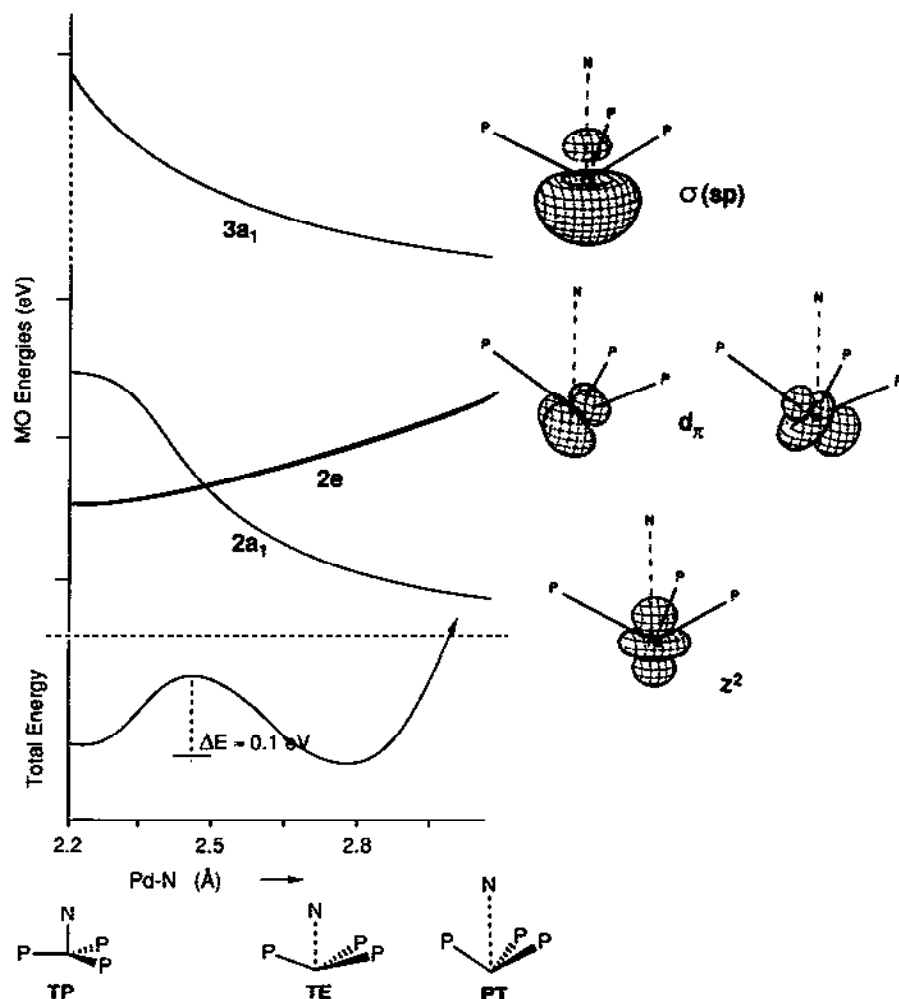 N
P
P
P
σ(sp)
3a₁
MO Energies (eV)
N
P
P
P
N
P
P
P
dπ
2e
2a₁
N
P
P
P
z²
Total Energy
ΔE = 0.1 eV
2.2
2.5
2.8
Pd-N (Å)
N
P
P
P
TP
N
P
P
P
TE
N
P
P
P
PT